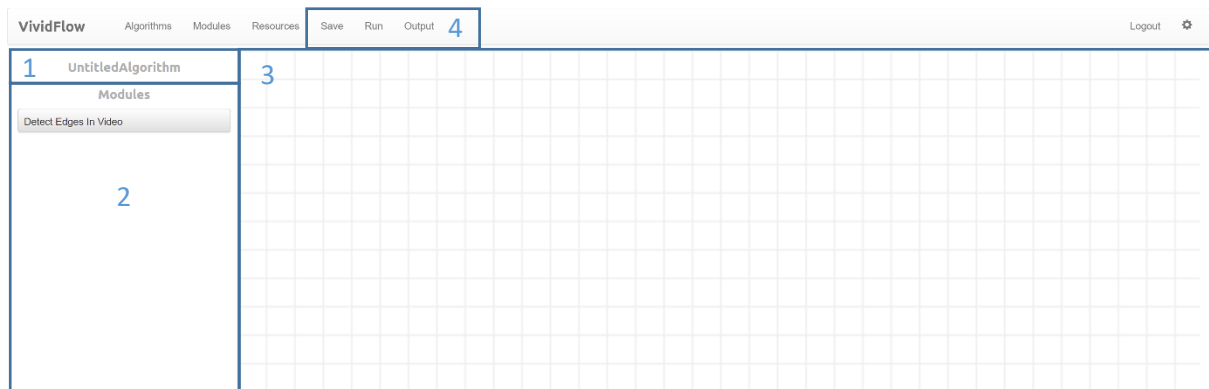 VividFlow Algorithms Modules Resources Save Run Output 4 Logout
1 UntitledAlgorithm
3
Modules
Detect Edges In Video
2